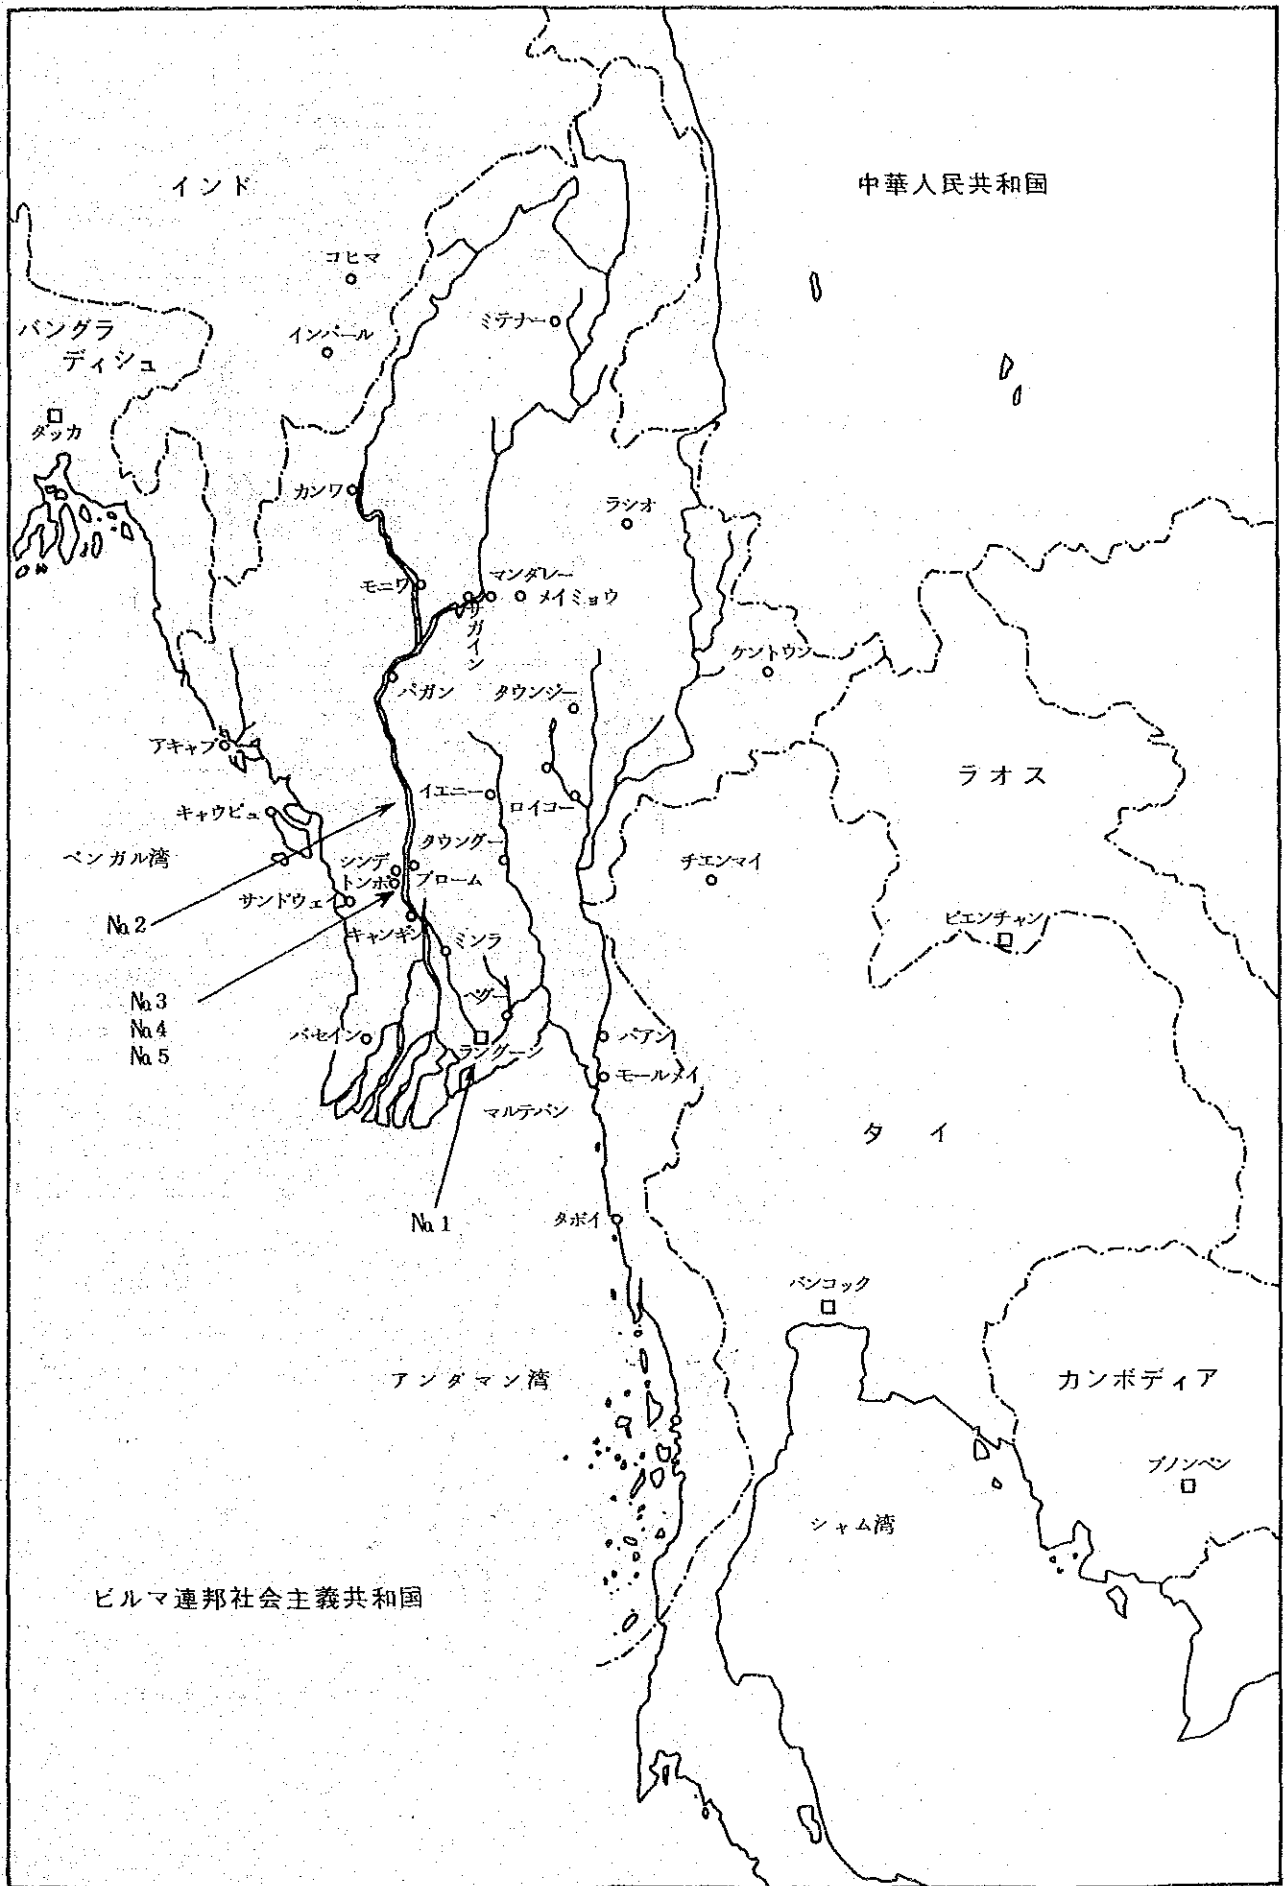 インド
中華人民共和国
コヒマ
ミテナー
バングラ
ディシュ
インパール
ダッカ
カンワ
ラシオ
モニワ
マンダレー
メイミョウ
サガイン
ケントウン
パガン
タウンジー
アキャブ
ラオス
イエニー
ロイコー
キャウピュ
タウングー
ベンガル湾
シンデ
チエンマイ
トンボ
プローム
サンドウェイ
No.2
ビエンチャン
キャンギン
ミンラ
No.3
No.4
No.5
ペグー
バセイン
パアン
ラングーン
モールメイ
マルテバン
タイ
No.1
タボイ
バンコック
アンダマン湾
カンボディア
プノンペン
シャム湾
ビルマ連邦社会主義共和国